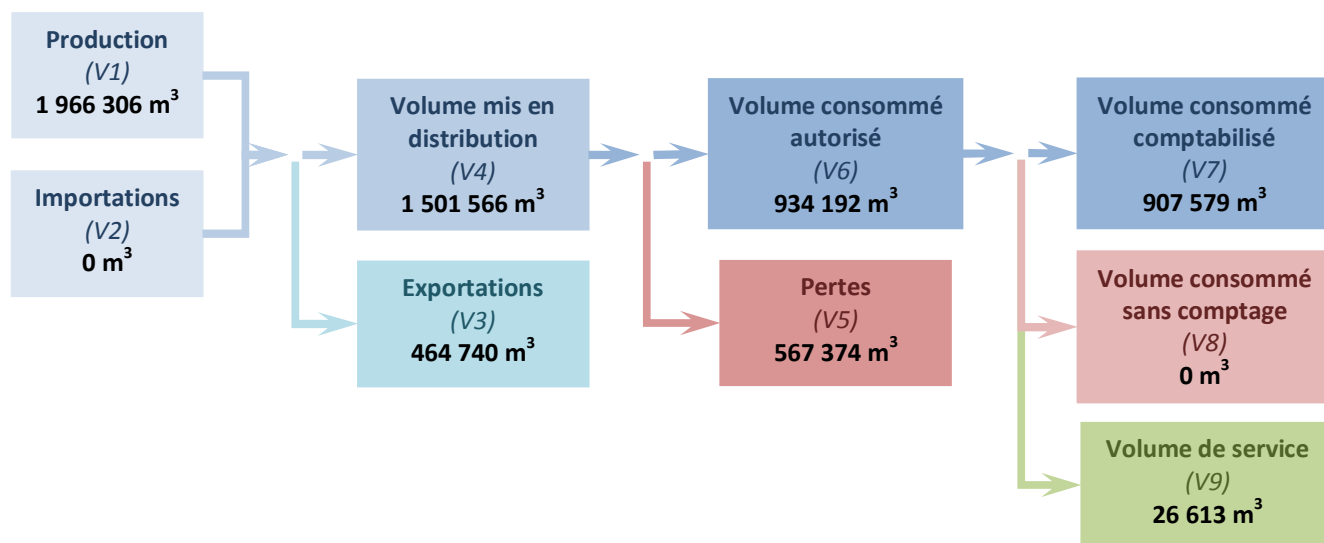 Production
(V1)
1 966 306 m³
Importations
(V2)
0 m³
Volume mis en
distribution
(V4)
1 501 566 m³
Exportations
(V3)
464 740 m³
Volume consommé
autorisé
(V6)
934 192 m³
Pertes
(V5)
567 374 m³
Volume consommé
comptabilisé
(V7)
907 579 m³
Volume consommé
sans comptage
(V8)
0 m³
Volume de service
(V9)
26 613 m³